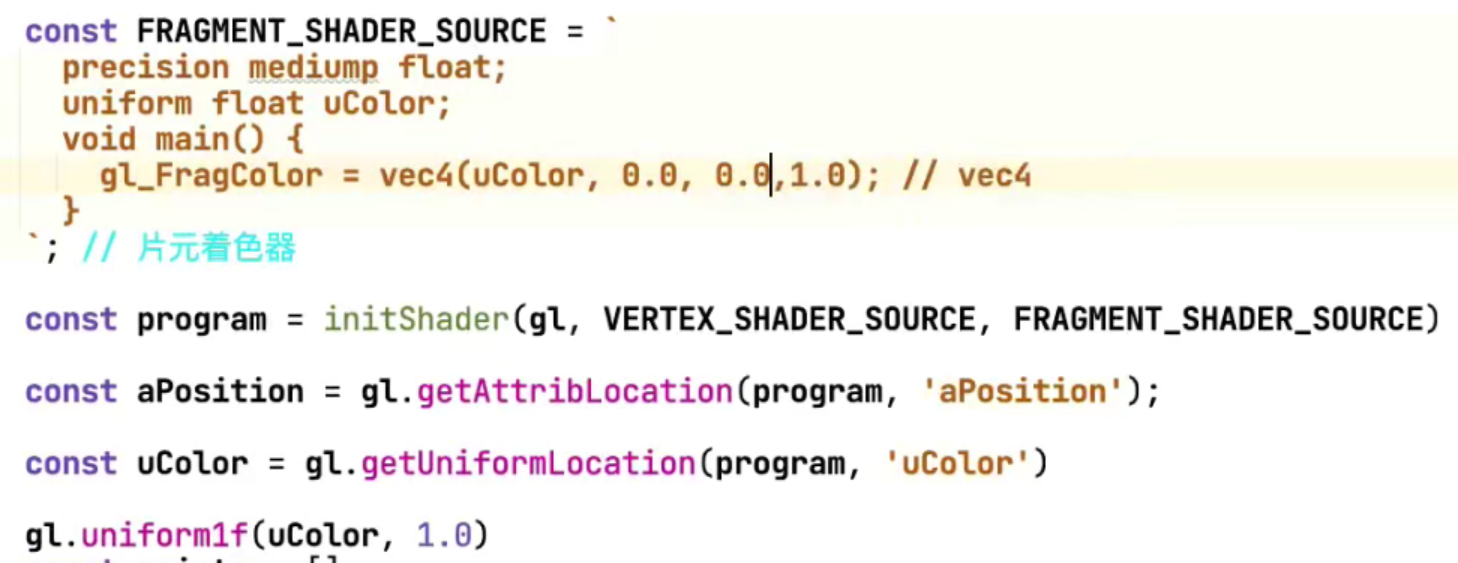 const FRAGMENT_SHADER_SOURCE = `
precision mediump float;
uniform float uColor;
void main() {
gl_FragColor = vec4(uColor, 0.0, 0.0,1.0); // vec4
}
`; // 片元着色器
const program = initShader(gl, VERTEX_SHADER_SOURCE, FRAGMENT_SHADER_SOURCE)
const aPosition = gl.getAttribLocation(program, 'aPosition');
const uColor = gl.getUniformLocation(program, 'uColor')
gl.uniform1f(uColor, 1.0)